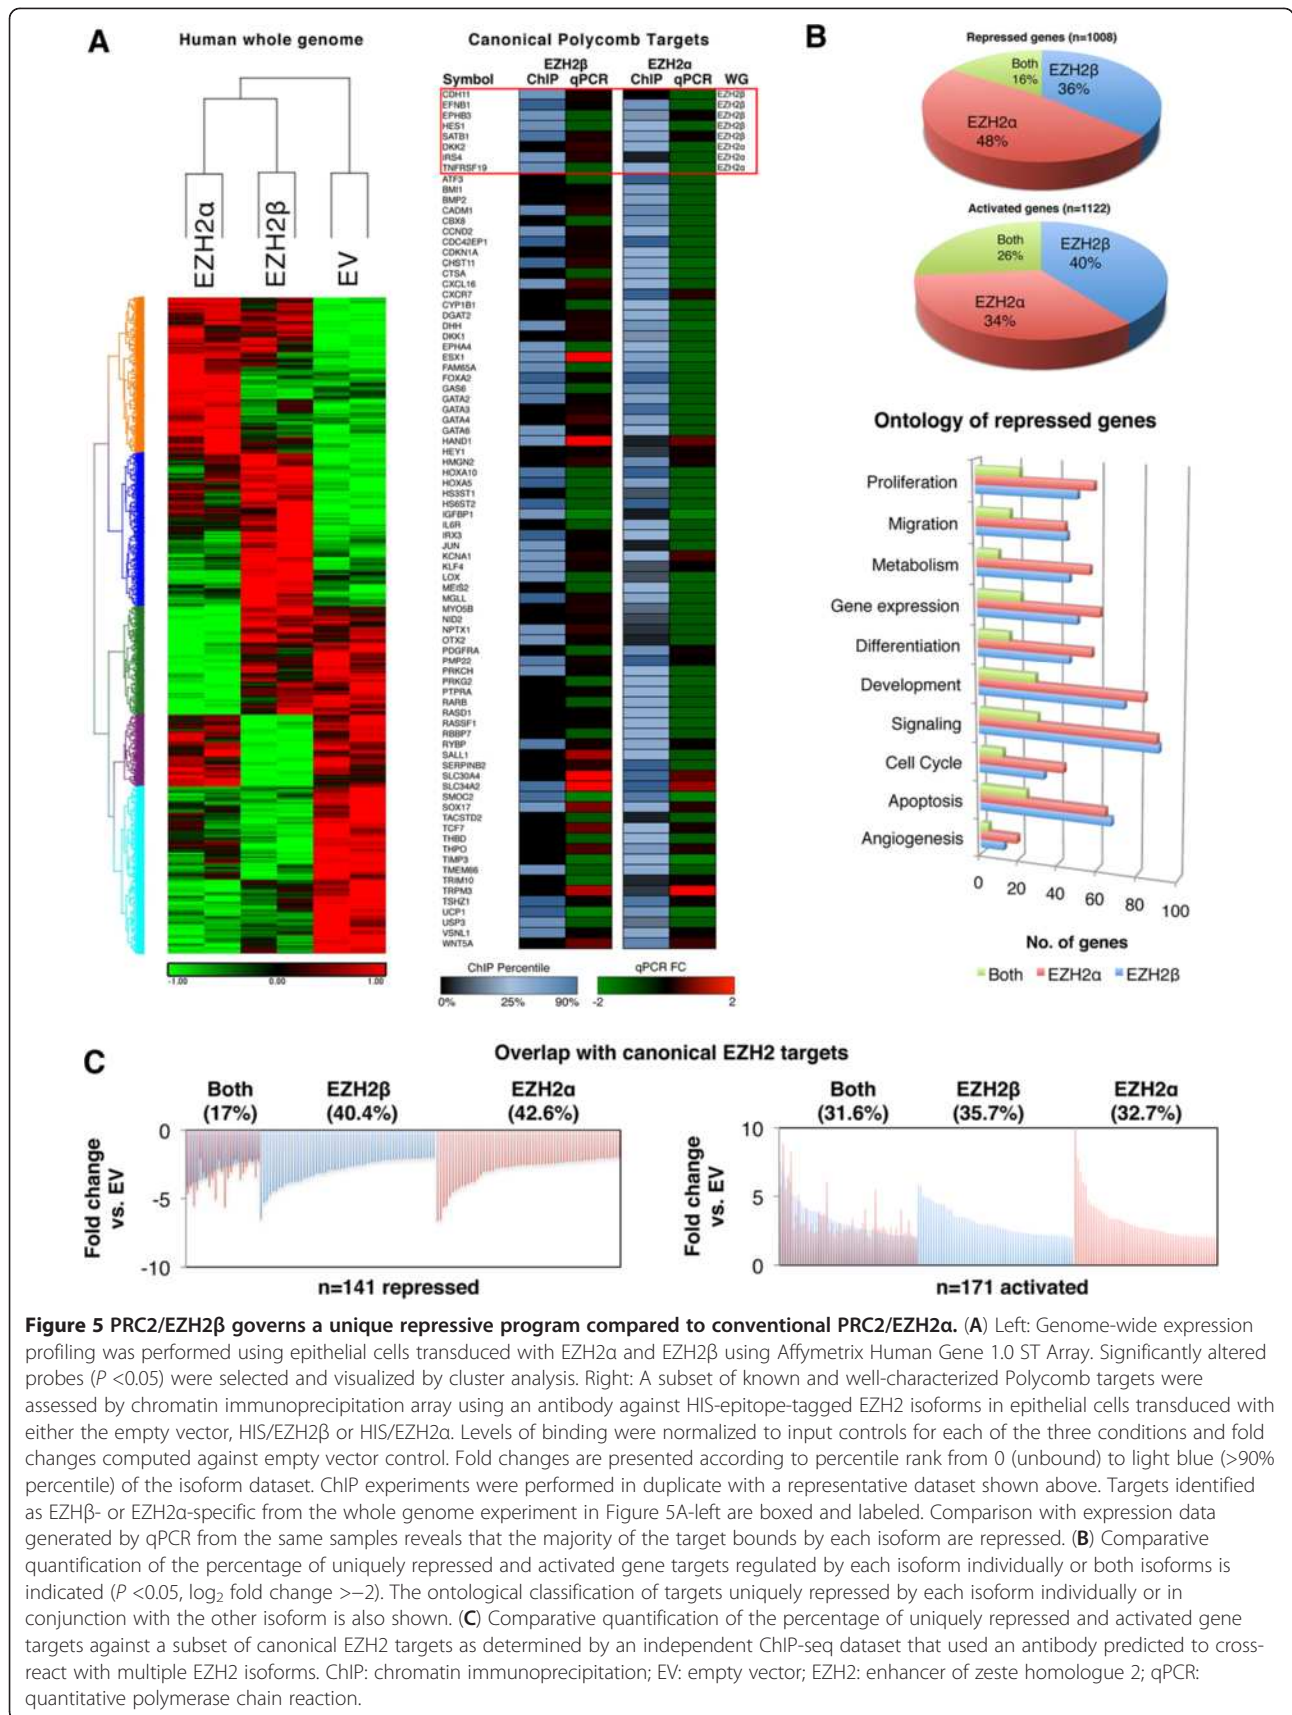 A
Human whole genome
EZH2α
EZH2β
EV
-1.00 0.00 1.00
Canonical Polycomb Targets
EZH2β EZH2α
Symbol ChIP qPCR ChIP qPCR WG
CDH11 EZH2β
EFNB1 EZH2β
EPHB3 EZH2β
HES1 EZH2β
SATB1 EZH2β
DKK2 EZH2α
IRS4 EZH2α
TNFRSF19 EZH2α
ATF3
BMI1
BMP2
CADM1
CBX8
CCND2
CDC42EP1
CDKN1A
CHST11
CTSA
CXCL16
CXCR7
CYP1B1
DGAT2
DHH
DKK1
EPHA4
ESX1
FAM65A
FOXA2
GAS6
GATA2
GATA3
GATA4
GATA6
HAND1
HEY1
HMGN2
HOXA10
HOXA5
HS3ST1
HS6ST2
IGFBP1
IL6R
IRX3
JUN
KCNA1
KLF4
LOX
MEIS2
MGLL
MYO5B
NID2
NPTX1
OTX2
PDGFRA
PMP22
PRKCH
PRKG2
PTPRA
RARB
RASD1
RASSF1
RBBP7
RYBP
SALL1
SERPINB2
SLC30A4
SLC34A2
SMOC2
SOX17
TACSTD2
TCF7
THBD
THPO
TIMP3
TMEM66
TRIM10
TRPM3
TSHZ1
UCP1
USP3
VSNL1
WNT5A
ChIP Percentile
0% 25% 90%
qPCR FC
-2 2
B
Repressed genes (n=1008)
Both
16%
EZH2β
36%
EZH2α
48%
Activated genes (n=1122)
Both
26%
EZH2β
40%
EZH2α
34%
Ontology of repressed genes
Proliferation
Migration
Metabolism
Gene expression
Differentiation
Development
Signaling
Cell Cycle
Apoptosis
Angiogenesis
0 20 40 60 80 100
No. of genes
Both EZH2α EZH2β
C
Overlap with canonical EZH2 targets
Both EZH2β EZH2α
(17%) (40.4%) (42.6%)
Fold change
vs. EV
0
-5
-10
n=141 repressed
Both EZH2β EZH2α
(31.6%) (35.7%) (32.7%)
Fold change
vs. EV
10
5
0
n=171 activated
Figure 5 PRC2/EZH2β governs a unique repressive program compared to conventional PRC2/EZH2α. (A) Left: Genome-wide expression
profiling was performed using epithelial cells transduced with EZH2α and EZH2β using Affymetrix Human Gene 1.0 ST Array. Significantly altered
probes (P <0.05) were selected and visualized by cluster analysis. Right: A subset of known and well-characterized Polycomb targets were
assessed by chromatin immunoprecipitation array using an antibody against HIS-epitope-tagged EZH2 isoforms in epithelial cells transduced with
either the empty vector, HIS/EZH2β or HIS/EZH2α. Levels of binding were normalized to input controls for each of the three conditions and fold
changes computed against empty vector control. Fold changes are presented according to percentile rank from 0 (unbound) to light blue (>90%
percentile) of the isoform dataset. ChIP experiments were performed in duplicate with a representative dataset shown above. Targets identified
as EZHβ- or EZH2α-specific from the whole genome experiment in Figure 5A-left are boxed and labeled. Comparison with expression data
generated by qPCR from the same samples reveals that the majority of the target bounds by each isoform are repressed. (B) Comparative
quantification of the percentage of uniquely repressed and activated gene targets regulated by each isoform individually or both isoforms is
indicated (P <0.05, log₂ fold change >−2). The ontological classification of targets uniquely repressed by each isoform individually or in
conjunction with the other isoform is also shown. (C) Comparative quantification of the percentage of uniquely repressed and activated gene
targets against a subset of canonical EZH2 targets as determined by an independent ChIP-seq dataset that used an antibody predicted to cross-
react with multiple EZH2 isoforms. ChIP: chromatin immunoprecipitation; EV: empty vector; EZH2: enhancer of zeste homologue 2; qPCR:
quantitative polymerase chain reaction.